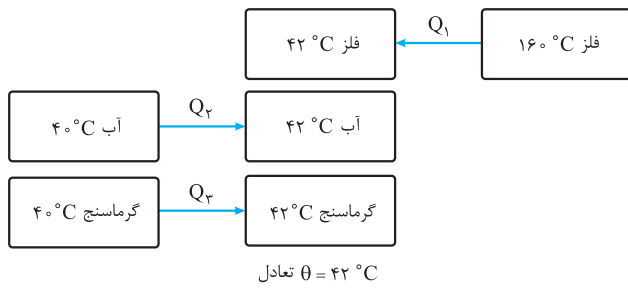 فلز ۱۶۰ °C
Q۱
فلز ۴۲ °C
آب ۴۰°C
Q۲
آب ۴۲ °C
گرماسنج ۴۰°C
Q۳
گرماسنج ۴۲°C
تعادل θ = ۴۲ °C